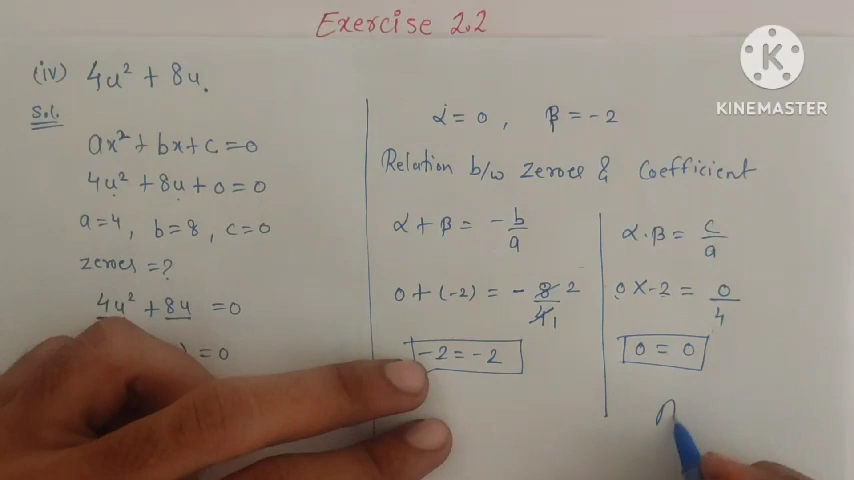 Exercise 2.2
(iv) 4u² + 8u.
Sol.
ax² + bx + c = 0
4u² + 8u + 0 = 0
a = 4, b = 8, c = 0
zeroes = ?
4u² + 8u = 0
) = 0
α = 0, β = -2
Relation b/w zeroes & Coefficient
α + β = -b/a
0 + (-2) = -8/4 2 1
-2 = -2
α . β = c/a
0 x -2 = 0/4
0 = 0
K
KINEMASTER